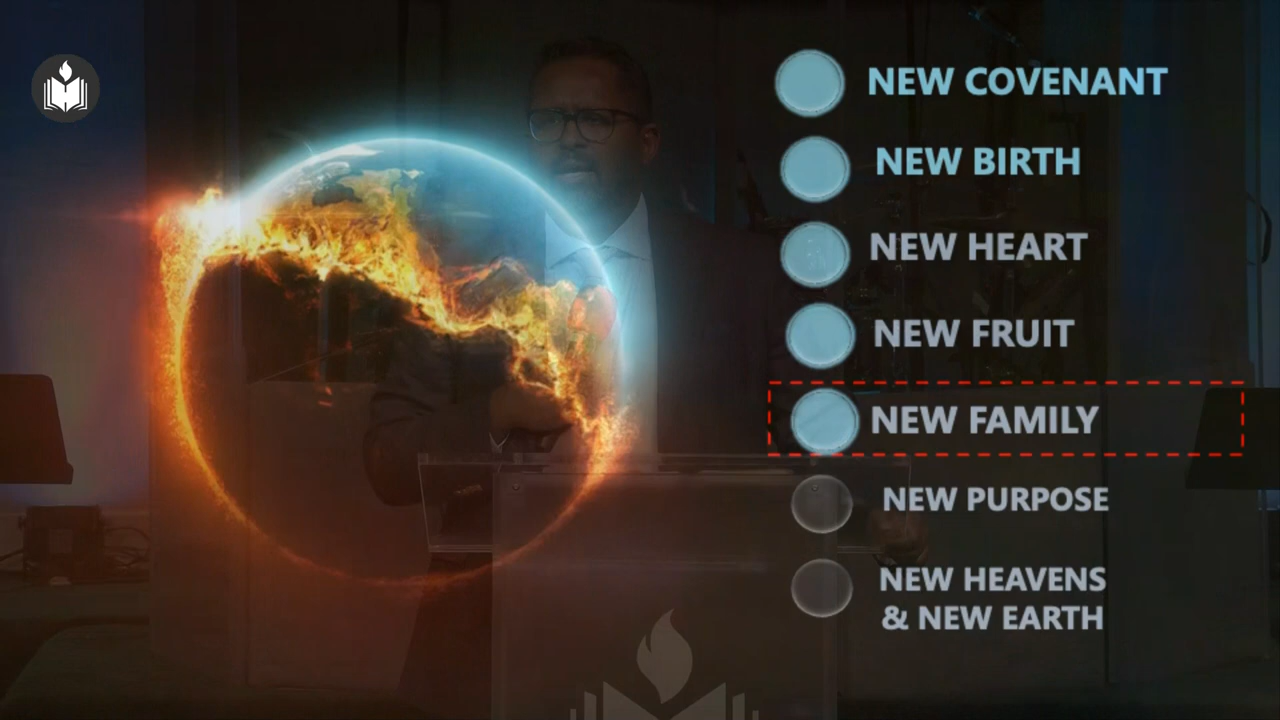 NEW COVENANT
NEW BIRTH
NEW HEART
NEW FRUIT
NEW FAMILY
NEW PURPOSE
NEW HEAVENS
& NEW EARTH